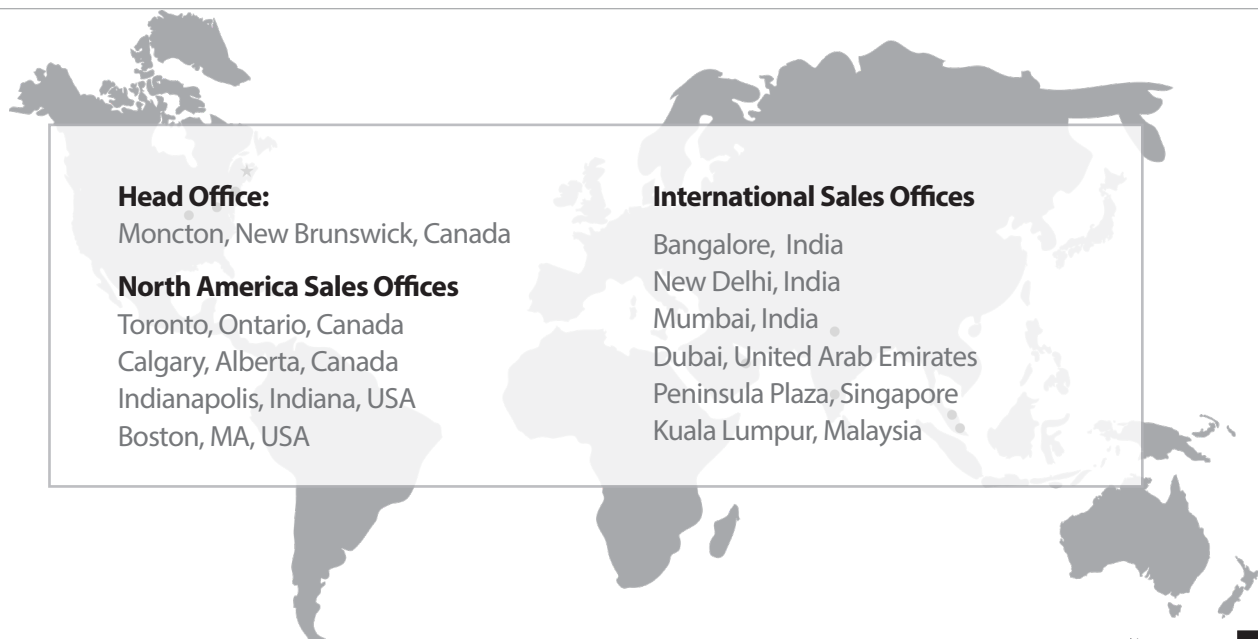 Head Office:
Moncton, New Brunswick, Canada
North America Sales Offices
Toronto, Ontario, Canada
Calgary, Alberta, Canada
Indianapolis, Indiana, USA
Boston, MA, USA
International Sales Offices
Bangalore, India
New Delhi, India
Mumbai, India
Dubai, United Arab Emirates
Peninsula Plaza, Singapore
Kuala Lumpur, Malaysia